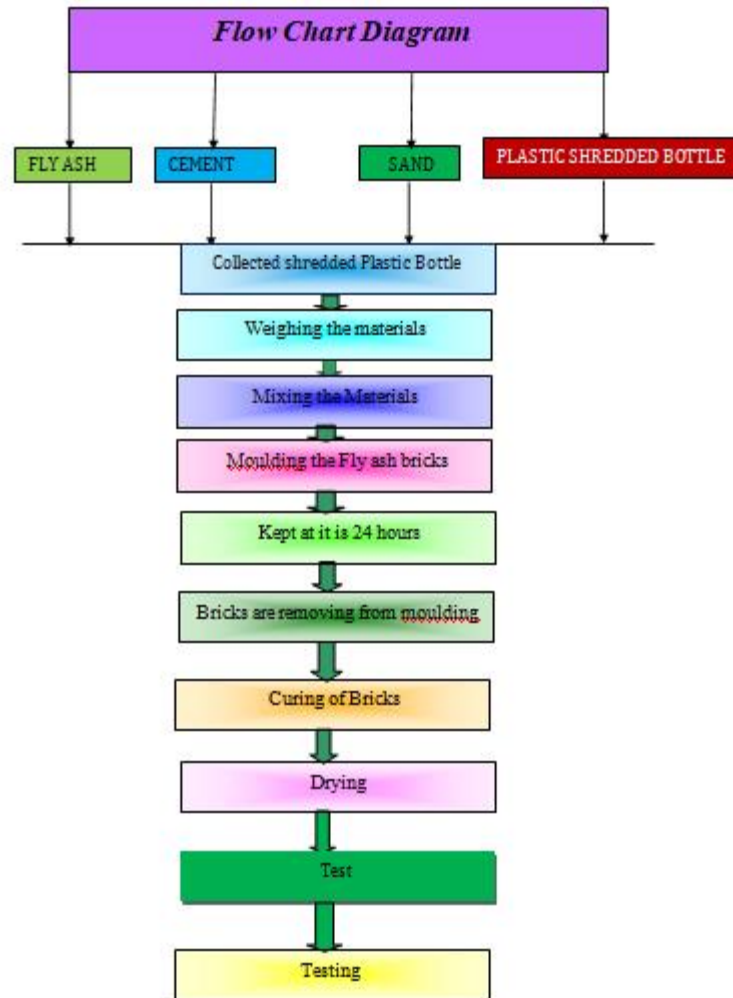 Flow Chart Diagram
FLY ASH
CEMENT
SAND
PLASTIC SHREDDED BOTTLE
Collected shredded Plastic Bottle
Weighing the materials
Mixing the Materials
Moulding the Fly ash bricks
Kept at it is 24 hours
Bricks are removing from moulding
Curing of Bricks
Drying
Test
Testing